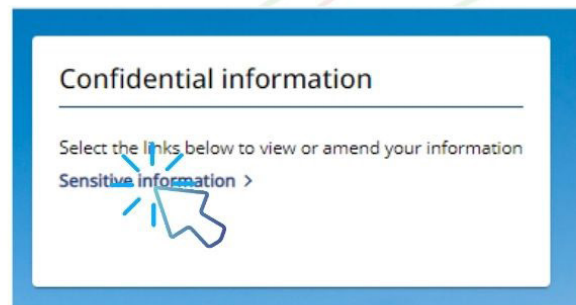 Confidential information
Select the links below to view or amend your information
Sensitive information >